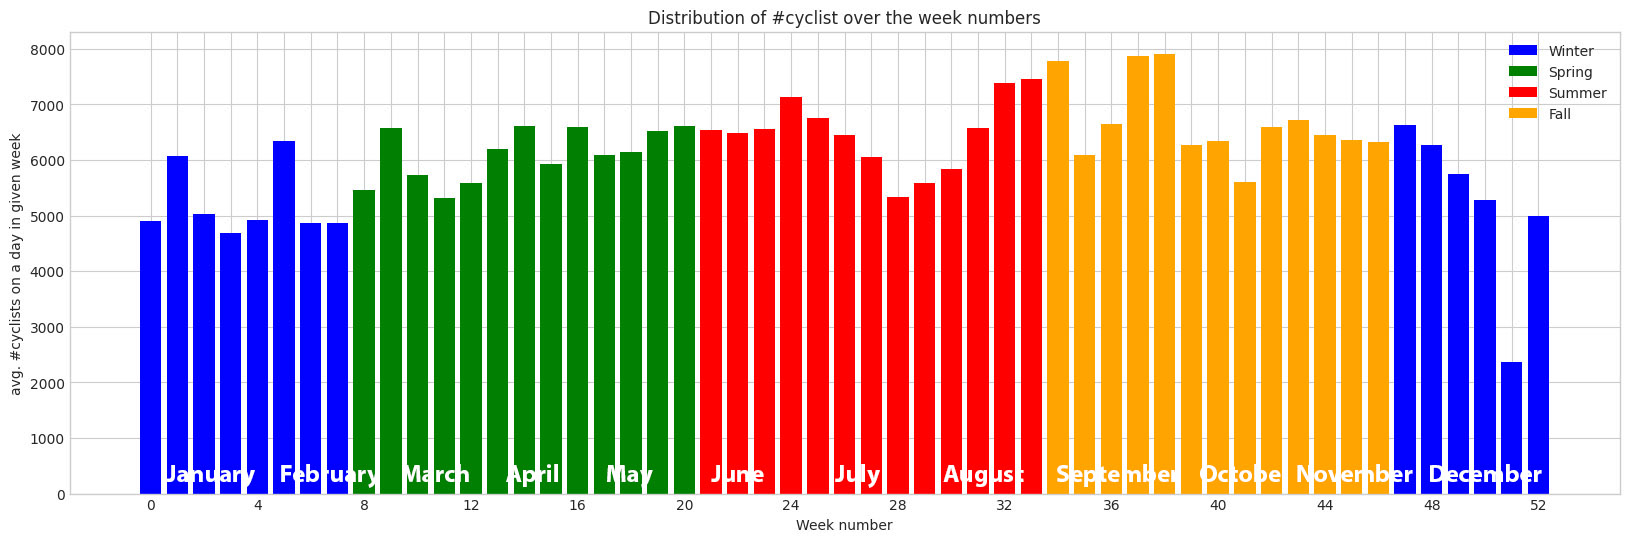 Distribution of #cyclist over the week numbers
8000
7000
6000
5000
4000
3000
2000
1000
0
avg. #cyclists on a day in given week
Winter
Spring
Summer
Fall
January February March April May June July August September October November December
0 4 8 12 16 20 24 28 32 36 40 44 48 52
Week number